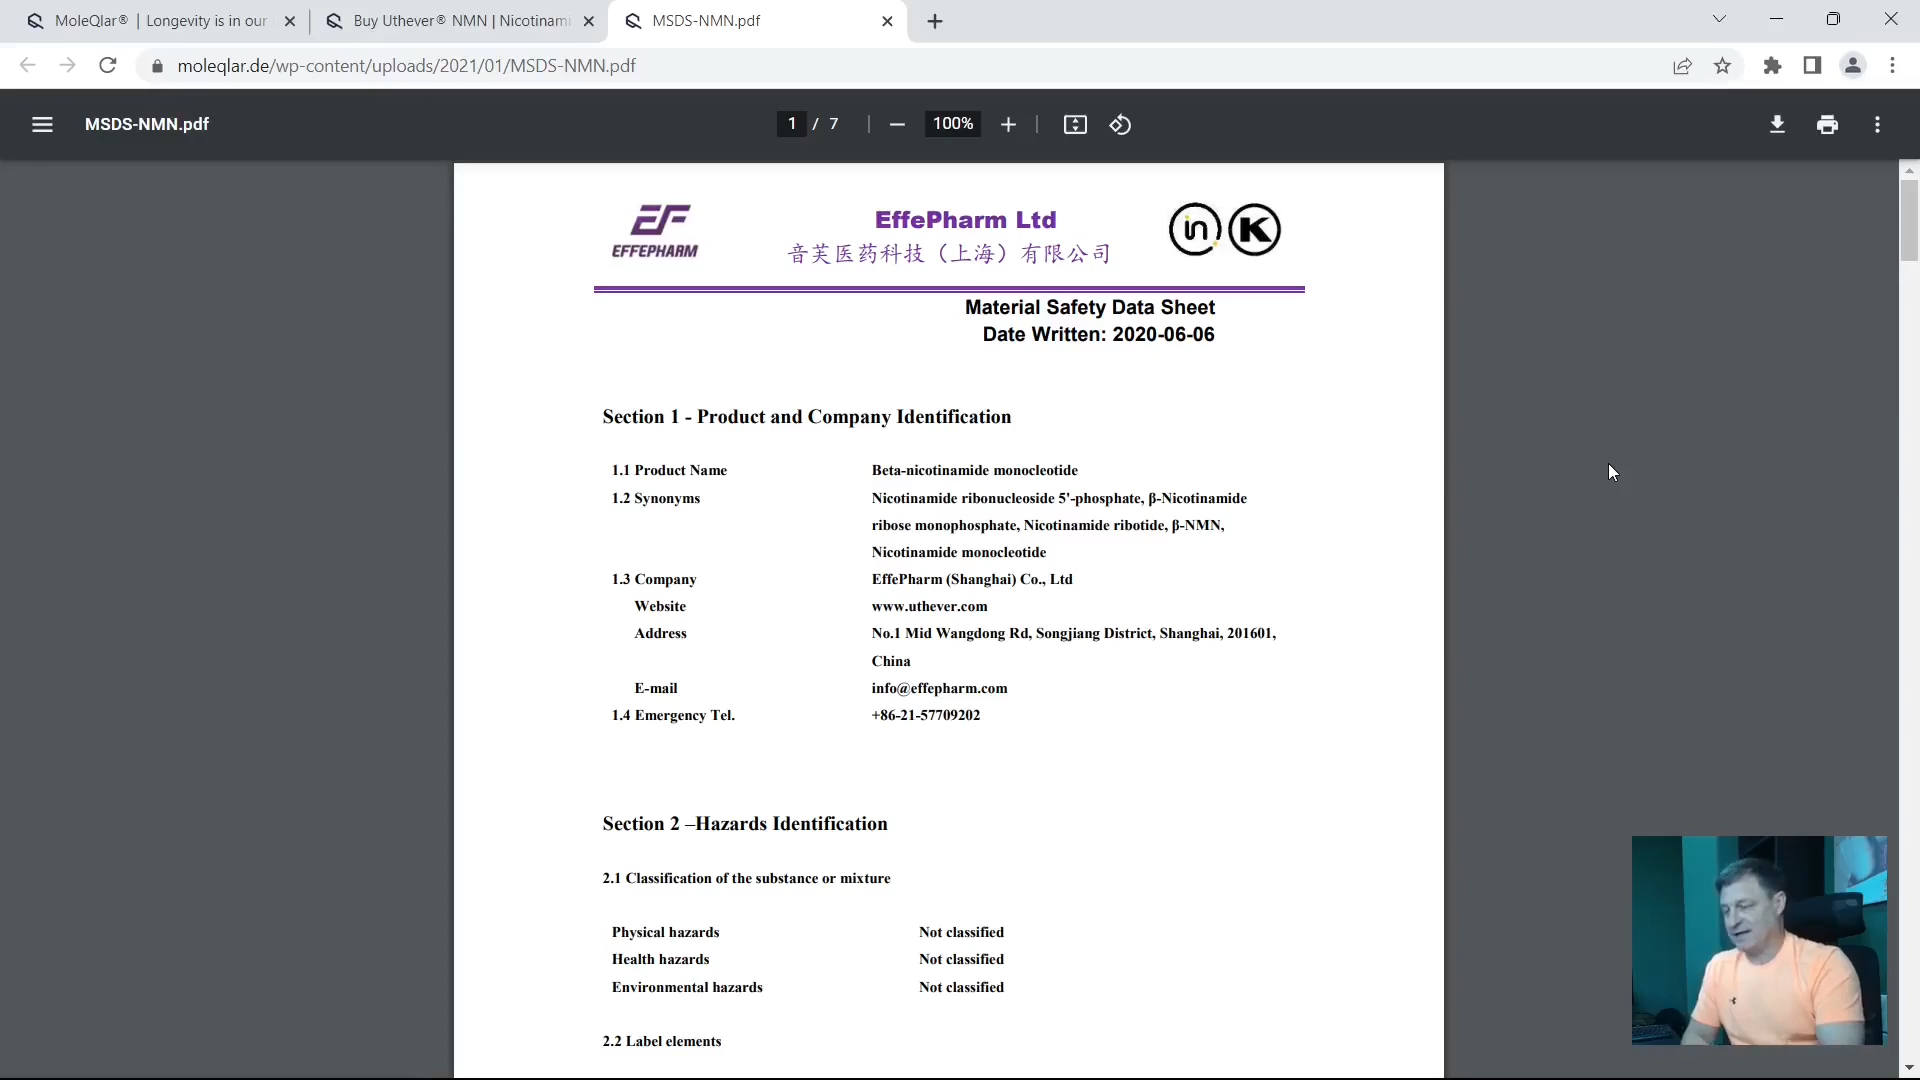 MoleQlar® | Longevity is in our
Buy Uthever® NMN | Nicotinami
MSDS-NMN.pdf
moleqlar.de/wp-content/uploads/2021/01/MSDS-NMN.pdf
MSDS-NMN.pdf
1 / 7
100%
EFFEPHARM
EffePharm Ltd
音芙医药科技（上海）有限公司
in
K
Material Safety Data Sheet
Date Written: 2020-06-06
Section 1 - Product and Company Identification
1.1 Product Name Beta-nicotinamide monocleotide
1.2 Synonyms Nicotinamide ribonucleoside 5'-phosphate, β-Nicotinamide
ribose monophosphate, Nicotinamide ribotide, β-NMN,
Nicotinamide monocleotide
1.3 Company EffePharm (Shanghai) Co., Ltd
Website www.uthever.com
Address No.1 Mid Wangdong Rd, Songjiang District, Shanghai, 201601,
China
E-mail info@effepharm.com
1.4 Emergency Tel. +86-21-57709202
Section 2 –Hazards Identification
2.1 Classification of the substance or mixture
Physical hazards Not classified
Health hazards Not classified
Environmental hazards Not classified
2.2 Label elements